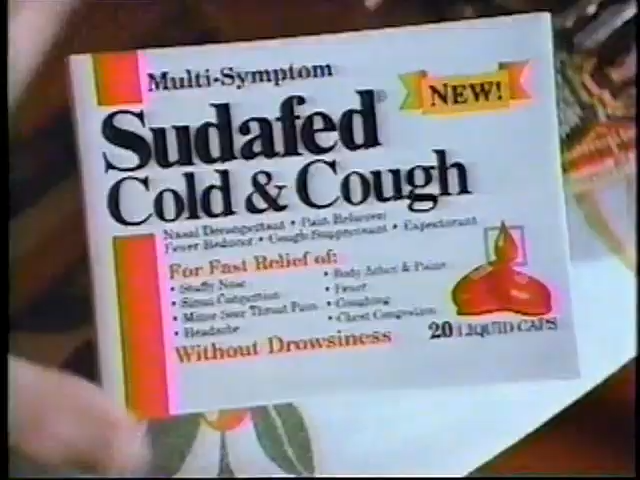 Multi-Symptom
NEW!
Sudafed®
Cold & Cough
Nasal Decongestant • Pain Reliever
Fever Reducer • Cough Suppressant • Expectorant
For Fast Relief of:
• Stuffy Nose
• Sinus Congestion
• Minor Sore Throat Pain
• Headache
• Body Aches & Pains
• Fever
• Coughing
• Chest Congestion
Without Drowsiness
20 LIQUID CAPS